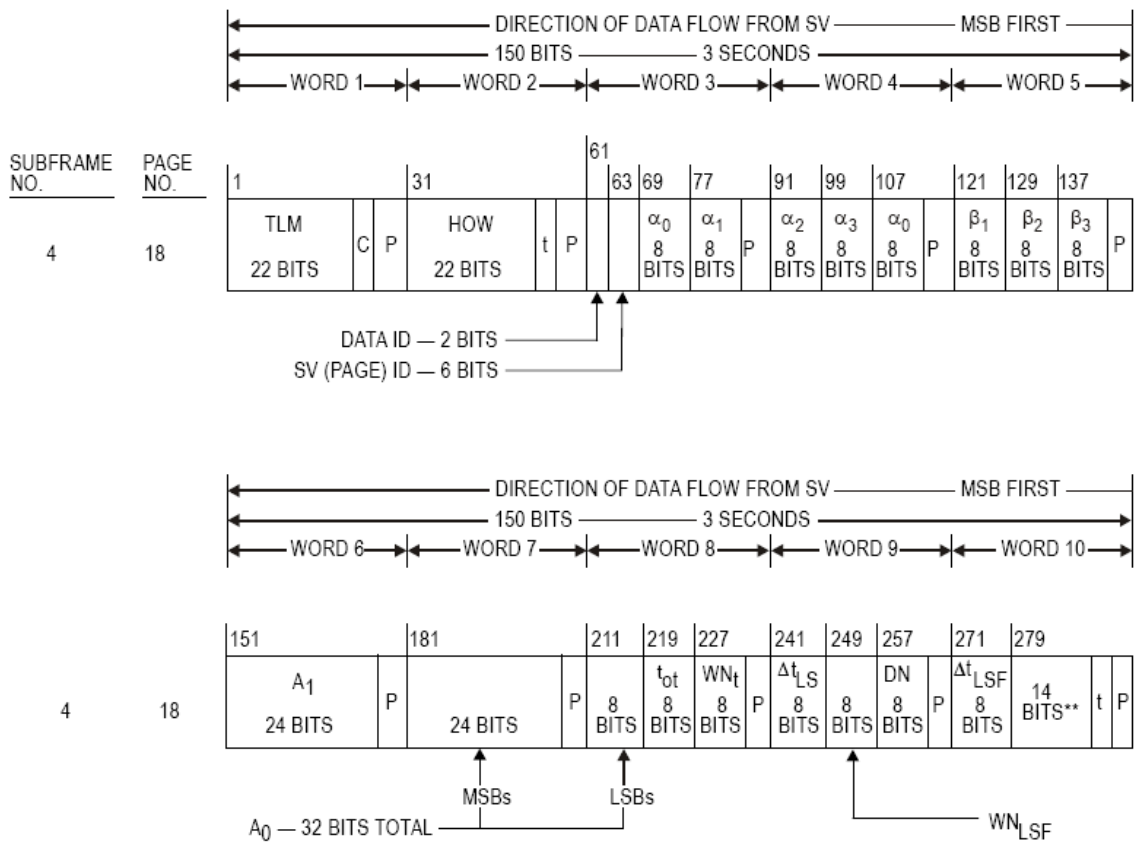 DIRECTION OF DATA FLOW FROM SV MSB FIRST
150 BITS 3 SECONDS
WORD 1 WORD 2 WORD 3 WORD 4 WORD 5
SUBFRAME NO. PAGE NO.
61
1 31 63 69 77 91 99 107 121 129 137
4 18
TLM 22 BITS C P HOW 22 BITS t P α0 8 BITS α1 8 BITS P α2 8 BITS α3 8 BITS α0 8 BITS P β1 8 BITS β2 8 BITS β3 8 BITS P
DATA ID — 2 BITS
SV (PAGE) ID — 6 BITS
DIRECTION OF DATA FLOW FROM SV MSB FIRST
150 BITS 3 SECONDS
WORD 6 WORD 7 WORD 8 WORD 9 WORD 10
151 181 211 219 227 241 249 257 271 279
4 18
A1 24 BITS P 24 BITS P 8 BITS tot 8 BITS WNt 8 BITS P ΔtLS 8 BITS 8 BITS DN 8 BITS P ΔtLSF 8 BITS 14 BITS** t P
MSBs LSBs
A0 — 32 BITS TOTAL
WNLSF